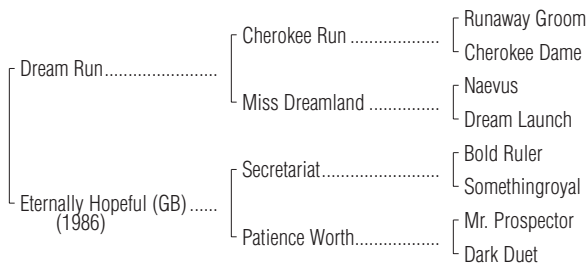 Runaway Groom
Cherokee Run ....................
Cherokee Dame
Dream Run.........................
Naevus
Miss Dreamland ................
Dream Launch
Bold Ruler
Secretariat..........................
Somethingroyal
Eternally Hopeful (GB) ......
(1986)
Mr. Prospector
Patience Worth...................
Dark Duet